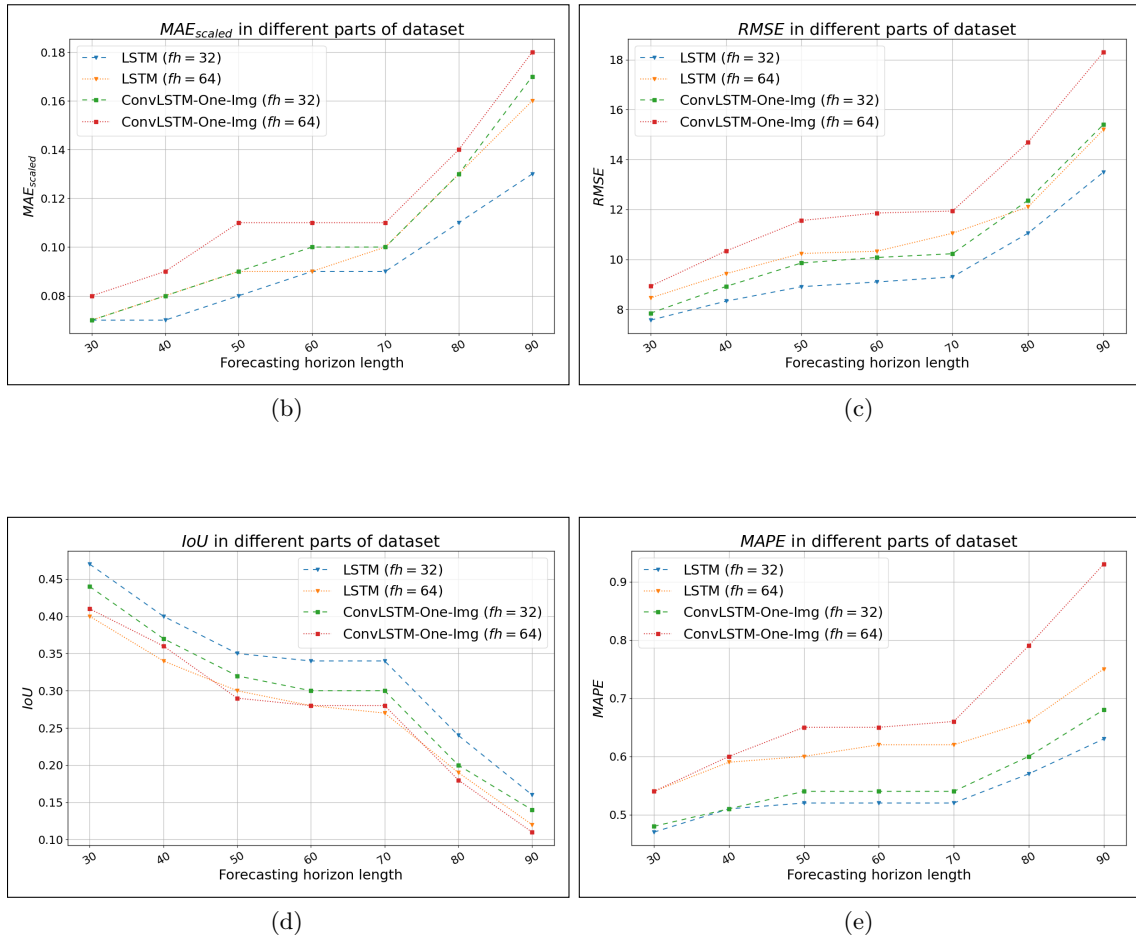 MAE_scaled in different parts of dataset
0.18
0.16
0.14
0.12
0.10
0.08
MAE_scaled
LSTM (fh = 32)
LSTM (fh = 64)
ConvLSTM-One-Img (fh = 32)
ConvLSTM-One-Img (fh = 64)
30 40 50 60 70 80 90
Forecasting horizon length
(b)
RMSE in different parts of dataset
18
16
14
12
10
8
RMSE
LSTM (fh = 32)
LSTM (fh = 64)
ConvLSTM-One-Img (fh = 32)
ConvLSTM-One-Img (fh = 64)
30 40 50 60 70 80 90
Forecasting horizon length
(c)
IoU in different parts of dataset
0.45
0.40
0.35
0.30
0.25
0.20
0.15
0.10
IoU
LSTM (fh = 32)
LSTM (fh = 64)
ConvLSTM-One-Img (fh = 32)
ConvLSTM-One-Img (fh = 64)
30 40 50 60 70 80 90
Forecasting horizon length
(d)
MAPE in different parts of dataset
0.9
0.8
0.7
0.6
0.5
MAPE
LSTM (fh = 32)
LSTM (fh = 64)
ConvLSTM-One-Img (fh = 32)
ConvLSTM-One-Img (fh = 64)
30 40 50 60 70 80 90
Forecasting horizon length
(e)